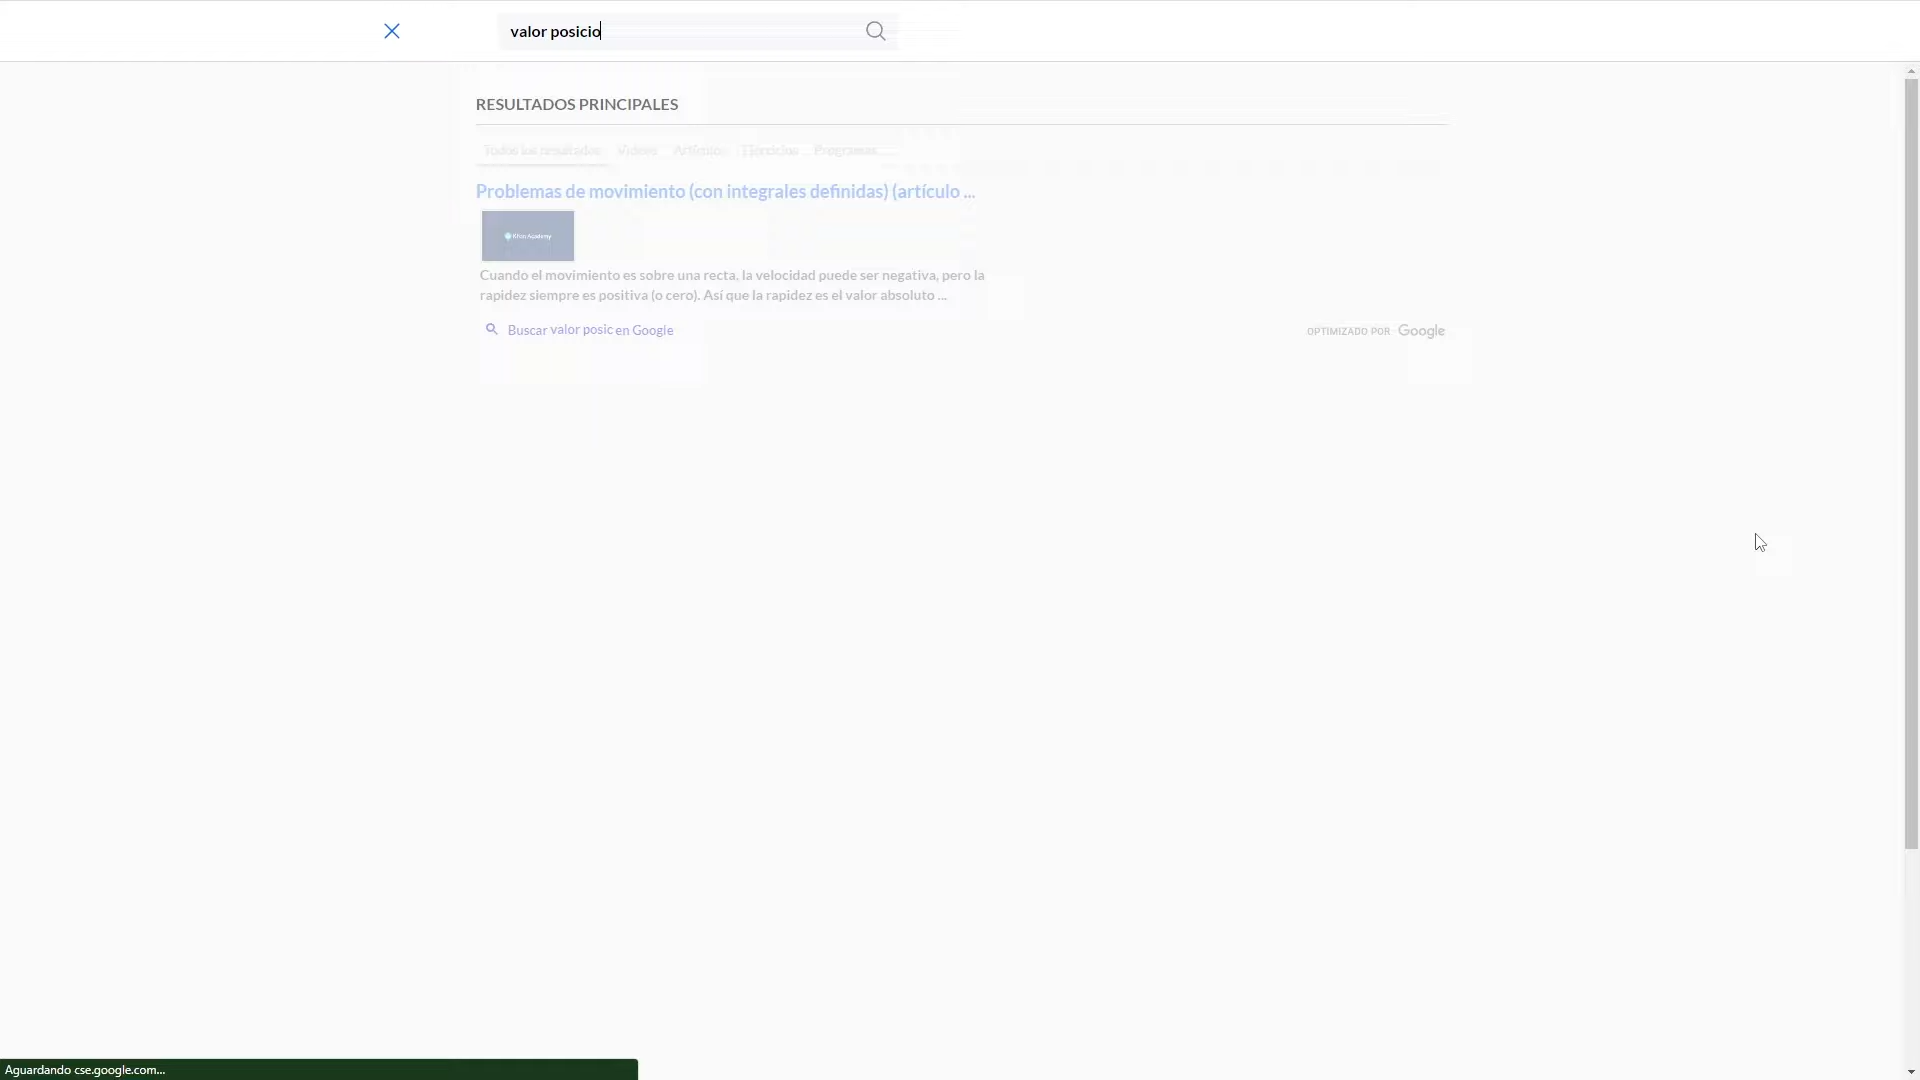 valor posicio
RESULTADOS PRINCIPALES
Todos los resultados Videos Artículos Ejercicios Programas
Problemas de movimiento (con integrales definidas) (artículo ...
Khan Academy
Cuando el movimiento es sobre una recta, la velocidad puede ser negativa, pero la
rapidez siempre es positiva (o cero). Así que la rapidez es el valor absoluto ...
Buscar valor posic en Google
OPTIMIZADO POR Google
Aguardando cse.google.com...